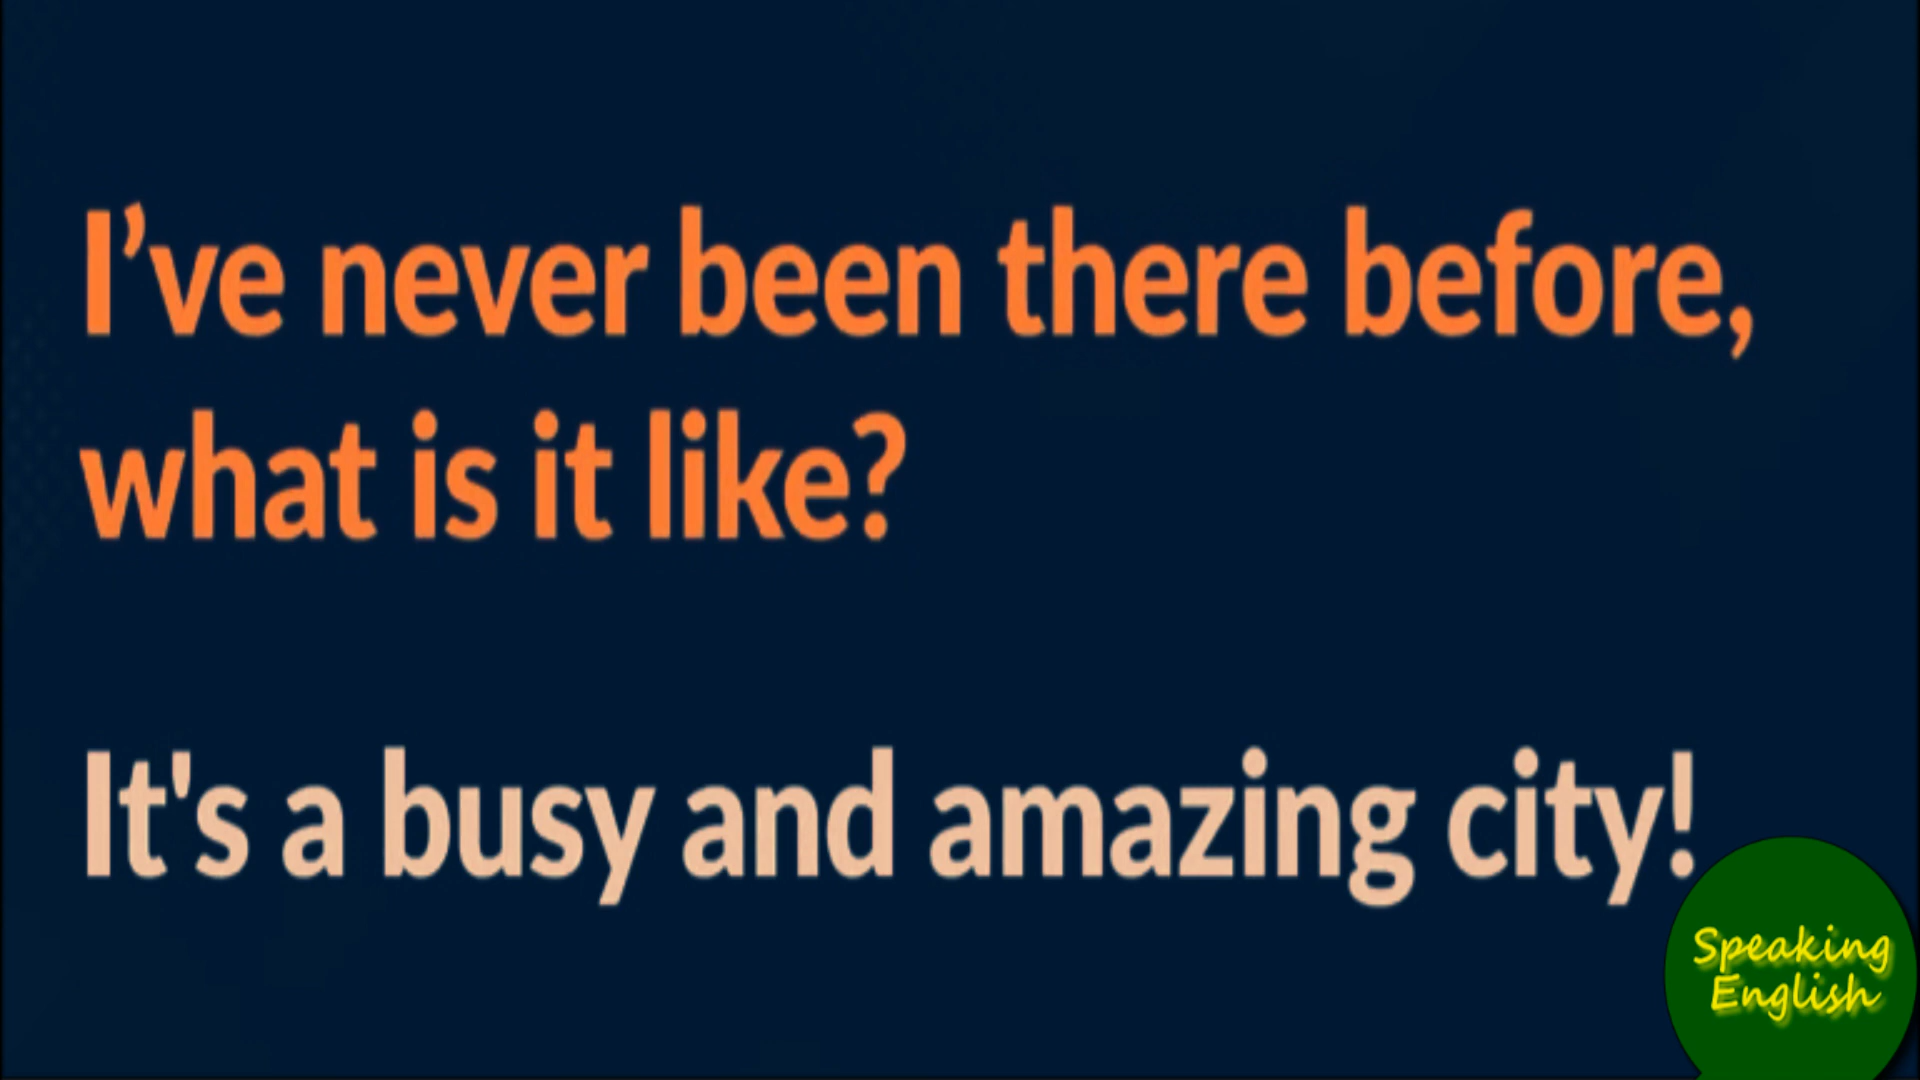 I’ve never been there before,
what is it like?
It's a busy and amazing city!
Speaking
English